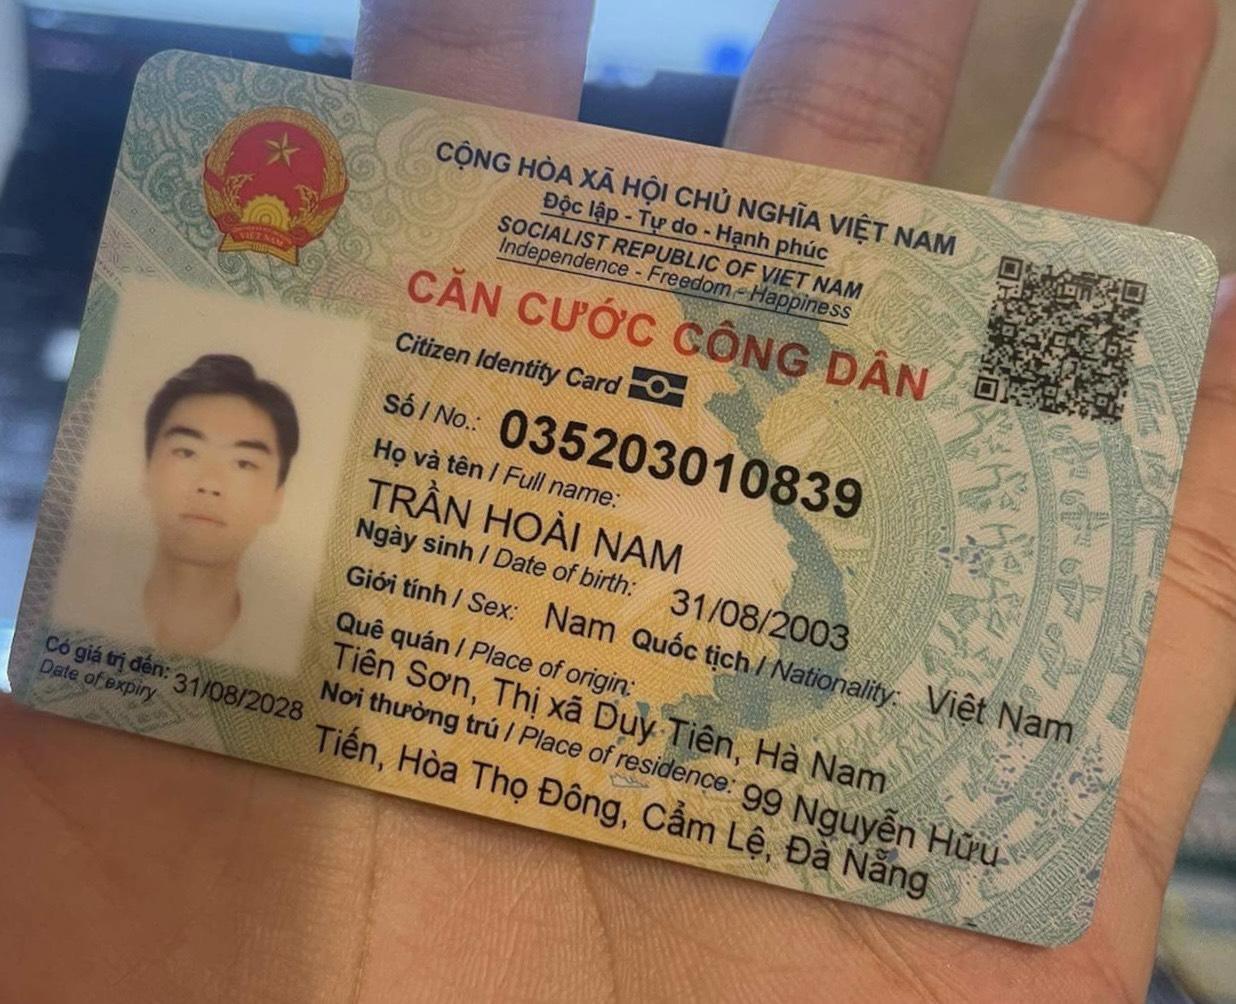 CỘNG HÒA XÃ HỘI CHỦ NGHĨA VIỆT NAM
Độc lập - Tự do - Hạnh phúc
SOCIALIST REPUBLIC OF VIET NAM
Independence - Freedom - Happiness
CĂN CƯỚC CÔNG DÂN
Citizen Identity Card
Số / No.: 035203010839
Họ và tên / Full name:
TRẦN HOÀI NAM
Ngày sinh / Date of birth: 31/08/2003
Giới tính / Sex: Nam Quốc tịch / Nationality: Việt Nam
Quê quán / Place of origin:
Tiên Sơn, Thị xã Duy Tiên, Hà Nam
Nơi thường trú / Place of residence: 99 Nguyễn Hữu
Tiến, Hòa Thọ Đông, Cẩm Lệ, Đà Nẵng
Có giá trị đến: 31/08/2028
Date of expiry
VIỆT NAM